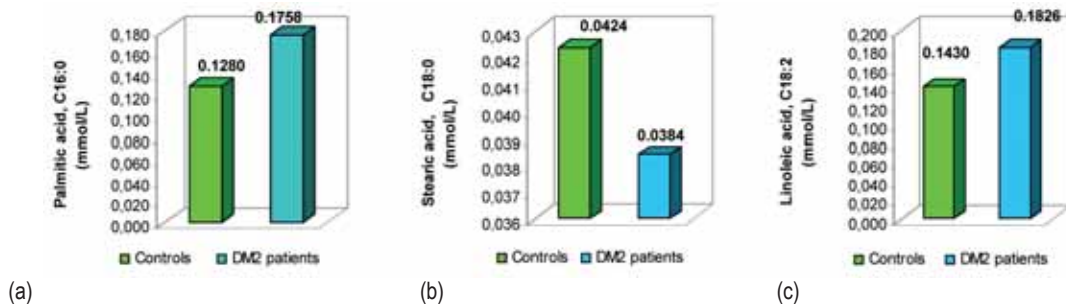 Palmitic acid, C16:0
(mmol/L)
0,180
0,160
0,140
0,120
0,100
0,080
0,060
0,040
0,020
0,000
0.1280
0.1758
Controls DM2 patients
(a)
Stearic acid, C18:0
(mmol/L)
0,043
0,042
0,041
0,040
0,039
0,038
0,037
0,036
0.0424
0.0384
Controls DM2 patients
(b)
Linoleic acid, C18:2
(mmol/L)
0,200
0,180
0,160
0,140
0,120
0,100
0,080
0,060
0,040
0,020
0,000
0.1430
0.1826
Controls DM2 patients
(c)